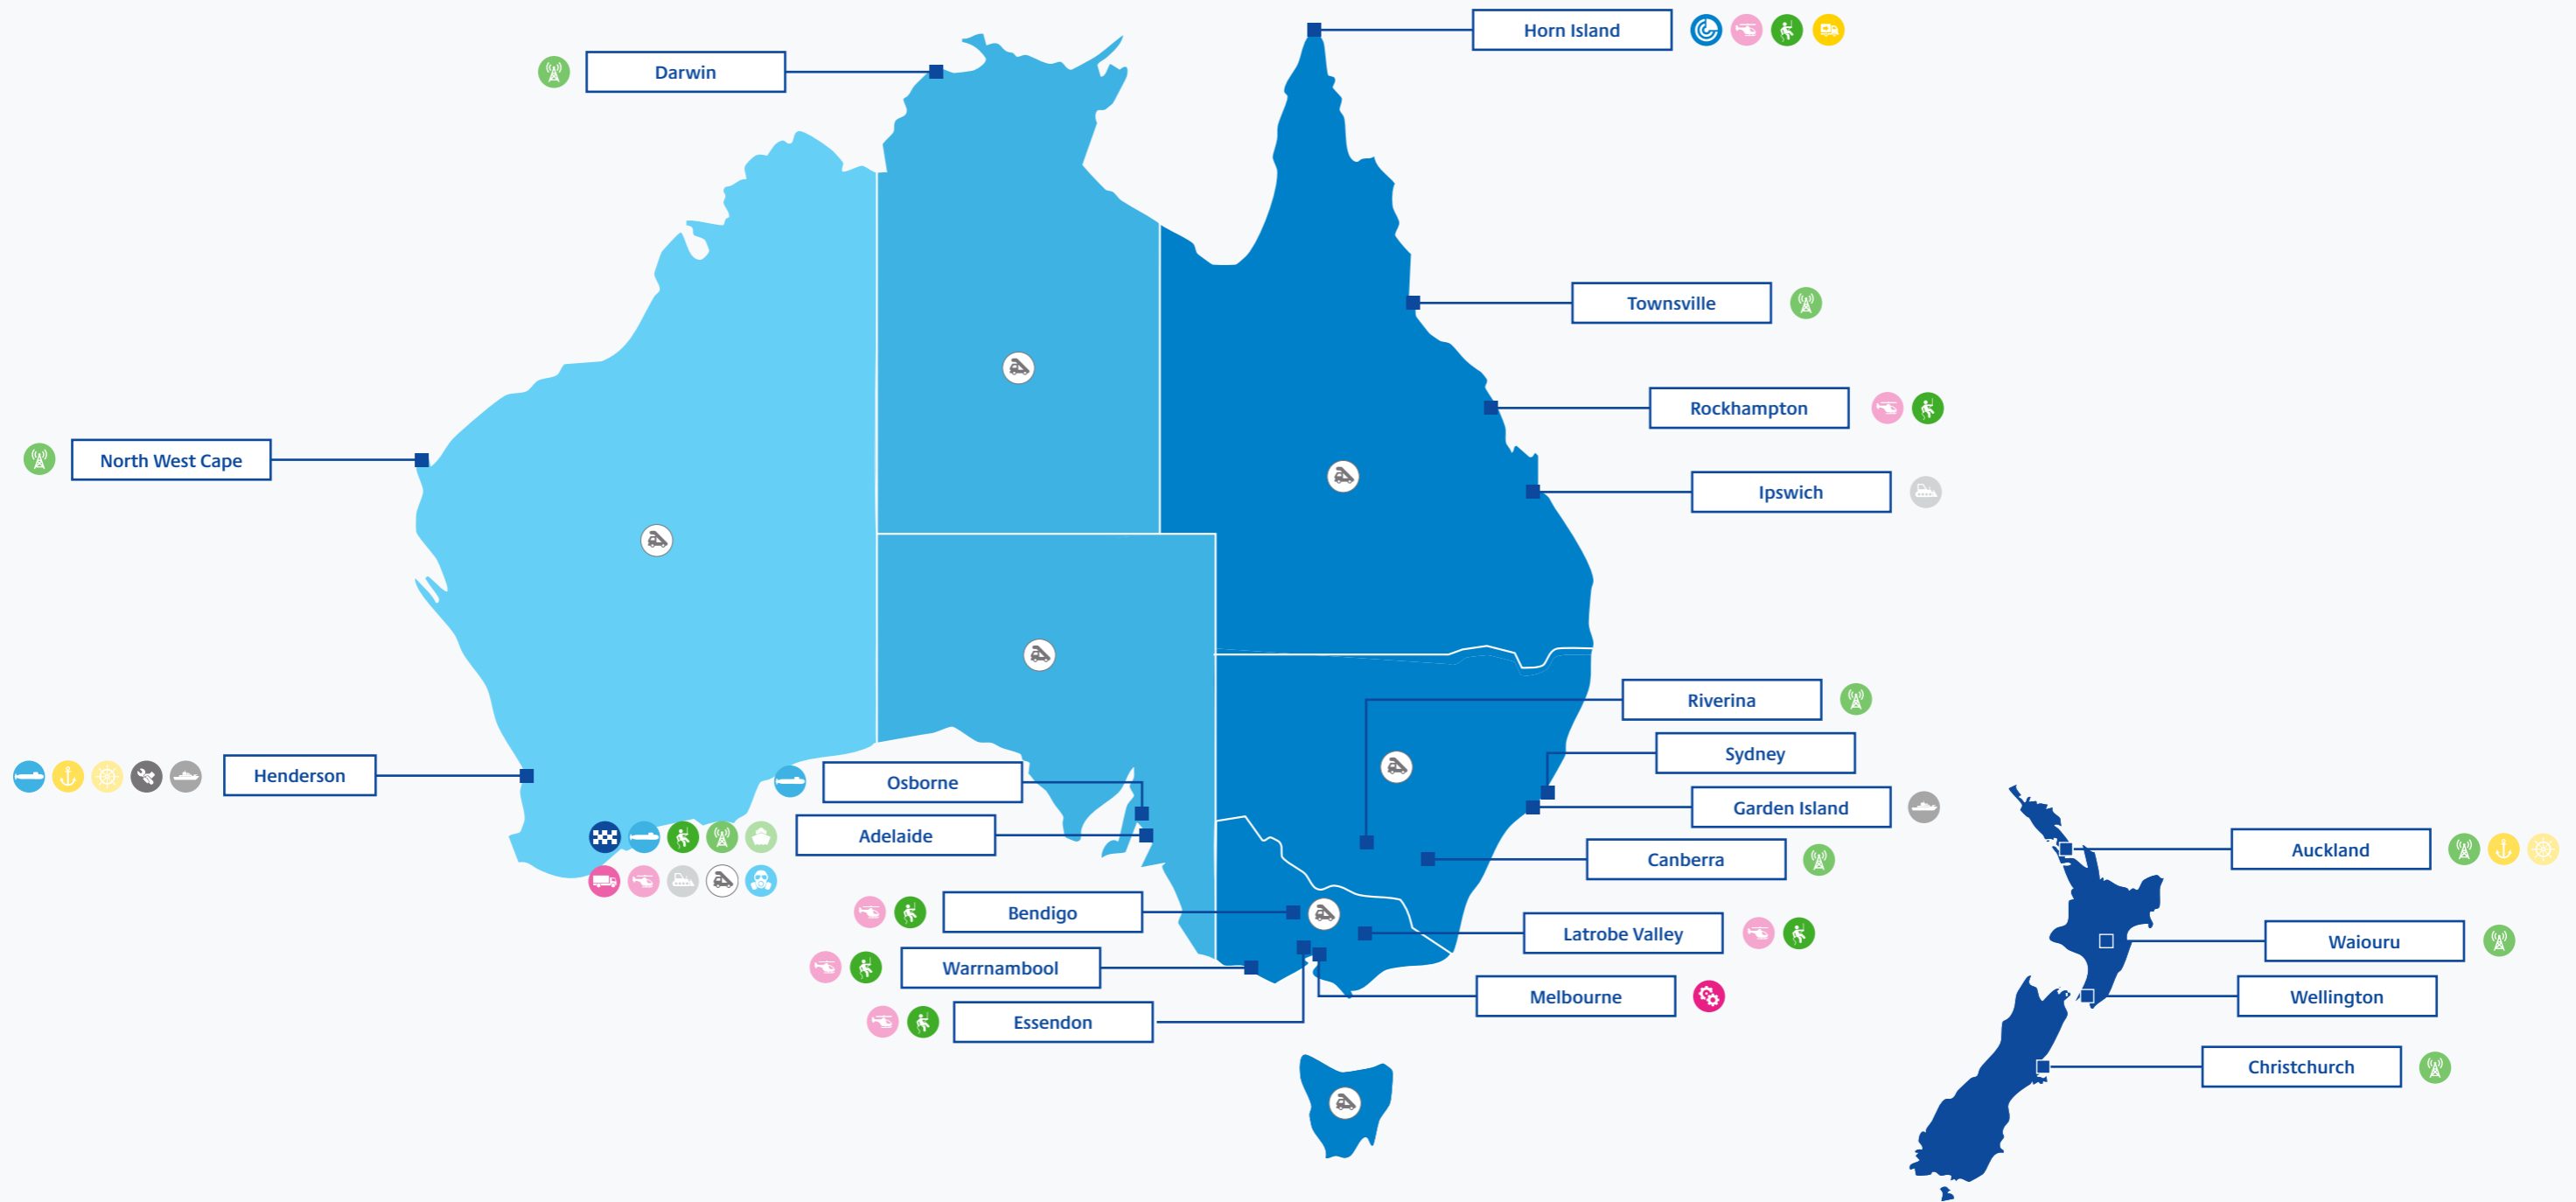 Horn Island
Darwin
Townsville
Rockhampton
North West Cape
Ipswich
Riverina
Sydney
Henderson
Osborne
Garden Island
Adelaide
Auckland
Canberra
Bendigo
Latrobe Valley
Waiouru
Warrnambool
Melbourne
Wellington
Essendon
Christchurch